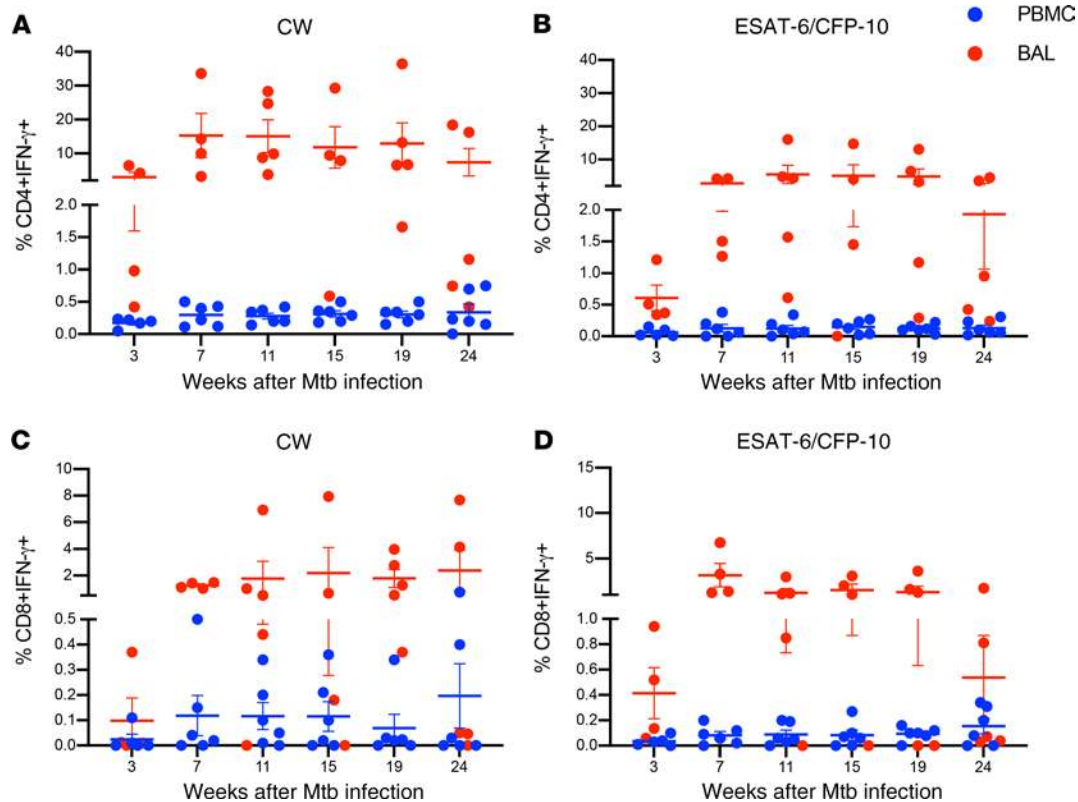 A
CW
% CD4+IFN-γ+
40
30
20
10
2.0
1.5
1.0
0.5
0.0
3 7 11 15 19 24
Weeks after Mtb infection
B
ESAT-6/CFP-10
PBMC
BAL
% CD4+IFN-γ+
40
30
20
10
2.0
1.5
1.0
0.5
0.0
3 7 11 15 19 24
Weeks after Mtb infection
C
CW
% CD8+IFN-γ+
10
8
6
4
2
0.5
0.4
0.3
0.2
0.1
0.0
3 7 11 15 19 24
Weeks after Mtb infection
D
ESAT-6/CFP-10
% CD8+IFN-γ+
15
10
5
1.0
0.8
0.6
0.4
0.2
0.0
3 7 11 15 19 24
Weeks after Mtb infection